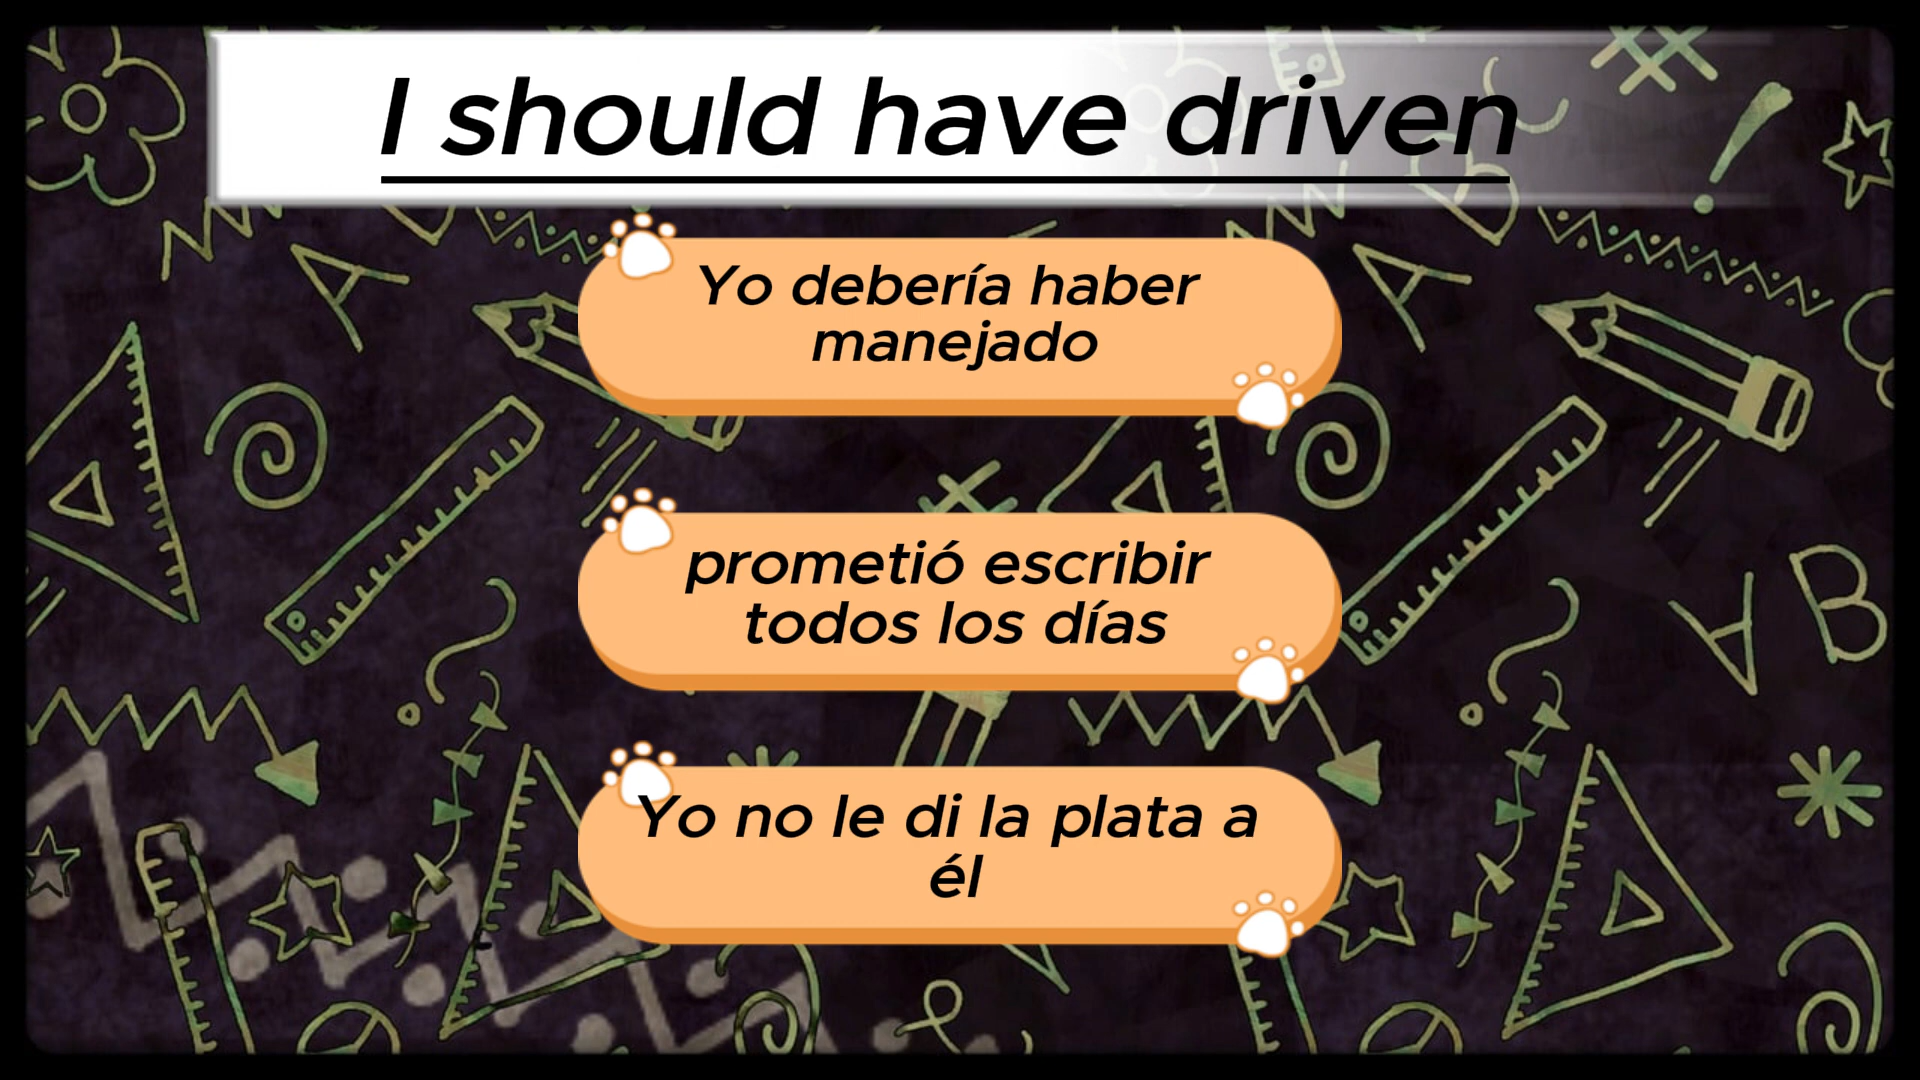 I should have driven
Yo debería haber
manejado
prometió escribir
todos los días
Yo no le di la plata a
él